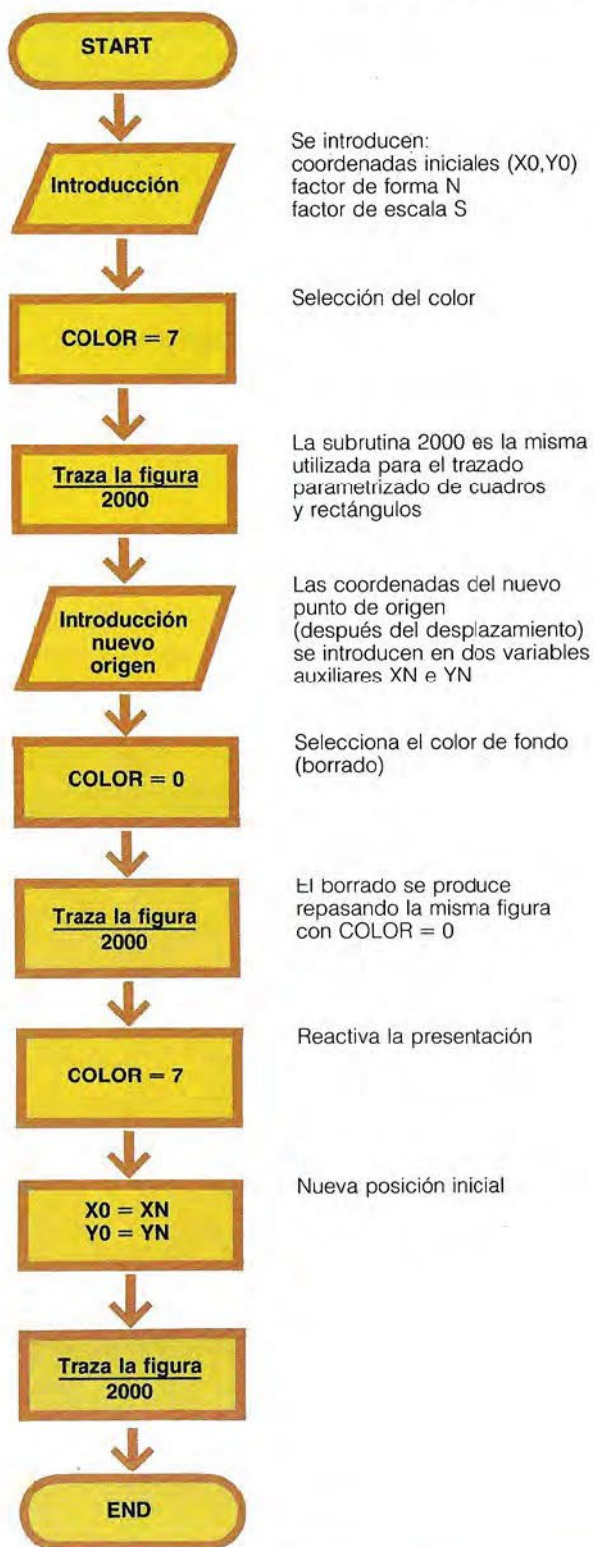 START
Introducción
Se introducen:
coordenadas iniciales (X0,Y0)
factor de forma N
factor de escala S
COLOR = 7
Selección del color
Traza la figura
2000
La subrutina 2000 es la misma
utilizada para el trazado
parametrizado de cuadros
y rectángulos
Introducción
nuevo
origen
Las coordenadas del nuevo
punto de origen
(después del desplazamiento)
se introducen en dos variables
auxiliares XN e YN
COLOR = 0
Selecciona el color de fondo
(borrado)
Traza la figura
2000
El borrado se produce
repasando la misma figura
con COLOR = 0
COLOR = 7
Reactiva la presentación
X0 = XN
Y0 = YN
Nueva posición inicial
Traza la figura
2000
END